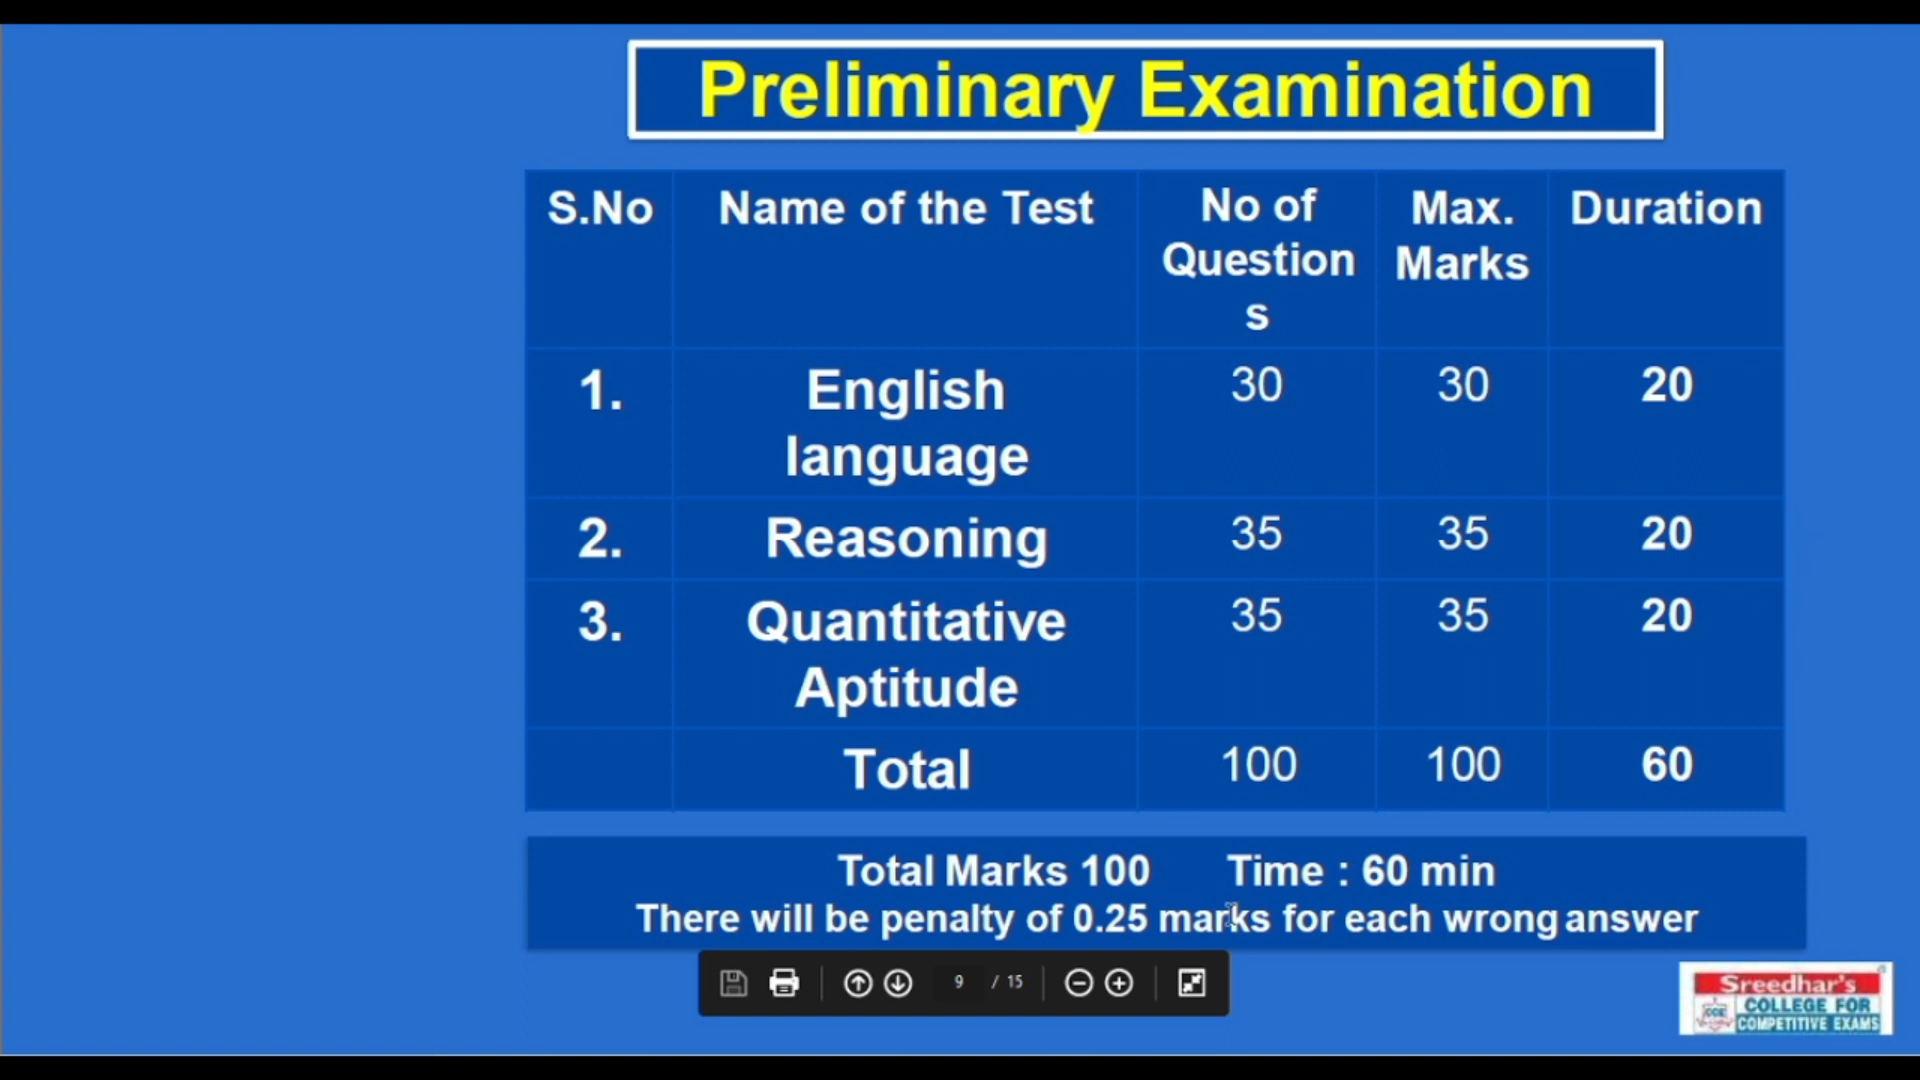 Preliminary Examination
S.No Name of the Test No of Question s Max. Marks Duration
1. English language 30 30 20
2. Reasoning 35 35 20
3. Quantitative Aptitude 35 35 20
Total 100 100 60
Total Marks 100 Time : 60 min
There will be penalty of 0.25 marks for each wrong answer
9 / 15
Sreedhar's
CCE
COLLEGE FOR
COMPETITIVE EXAMS